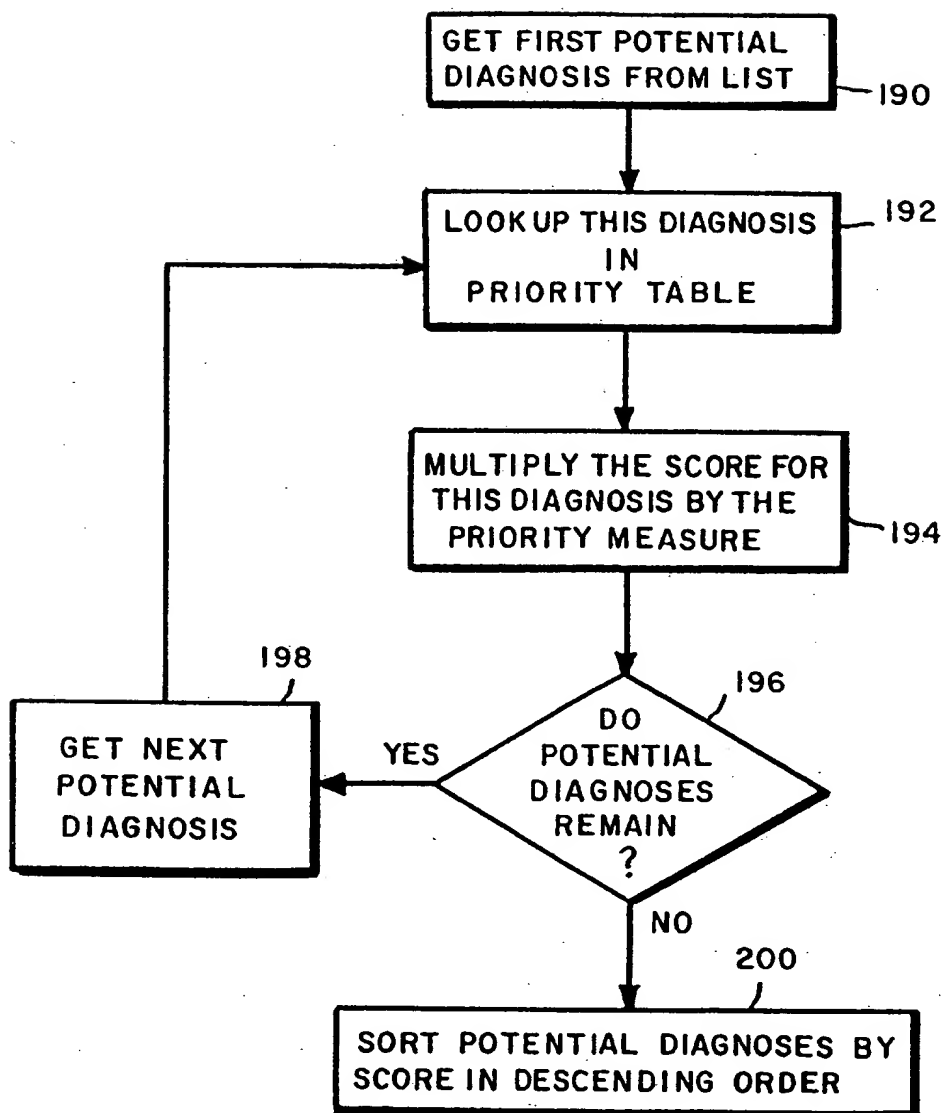 GET FIRST POTENTIAL
DIAGNOSIS FROM LIST
190
LOOKUP THIS DIAGNOSIS
IN
PRIORITY TABLE
192
MULTIPLY THE SCORE FOR
THIS DIAGNOSIS BY THE
PRIORITY MEASURE
194
DO
POTENTIAL
DIAGNOSES
REMAIN
?
196
YES
198
GET NEXT
POTENTIAL
DIAGNOSIS
NO
200
SORT POTENTIAL DIAGNOSES BY
SCORE IN DESCENDING ORDER